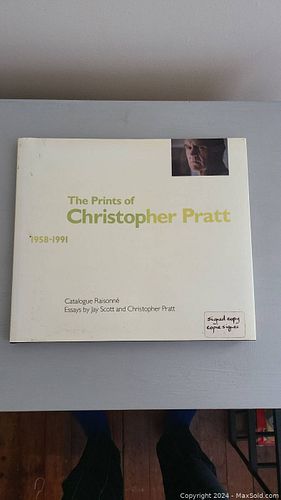 The Prints of
Christopher Pratt
1958-1991
Catalogue Raisonné
Essays by Jay Scott and Christopher Pratt
signed copy
copie signée
Copyright 2024 - MaxSold.com